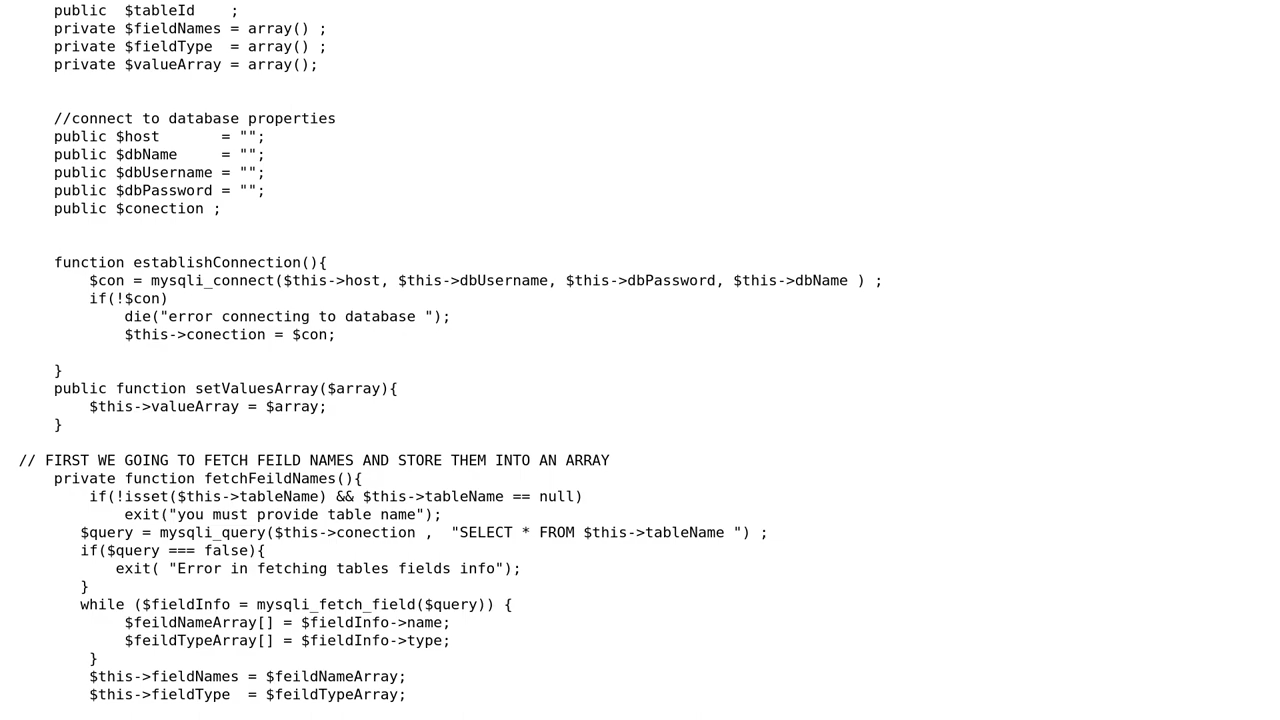 public  $tableId    ;
private $fieldNames = array() ;
private $fieldType  = array() ;
private $valueArray = array();
//connect to database properties
public $host       = "";
public $dbName     = "";
public $dbUsername = "";
public $dbPassword = "";
public $conection ;
function establishConnection(){
$con = mysqli_connect($this->host, $this->dbUsername, $this->dbPassword, $this->dbName ) ;
if(!$con)
die("error connecting to database ");
$this->conection = $con;
}
public function setValuesArray($array){
$this->valueArray = $array;
}
// FIRST WE GOING TO FETCH FEILD NAMES AND STORE THEM INTO AN ARRAY
private function fetchFeildNames(){
if(!isset($this->tableName) && $this->tableName == null)
exit("you must provide table name");
$query = mysqli_query($this->conection ,  "SELECT * FROM $this->tableName ") ;
if($query === false){
exit( "Error in fetching tables fields info");
}
while ($fieldInfo = mysqli_fetch_field($query)) {
$feildNameArray[] = $fieldInfo->name;
$feildTypeArray[] = $fieldInfo->type;
}
$this->fieldNames = $feildNameArray;
$this->fieldType  = $feildTypeArray;